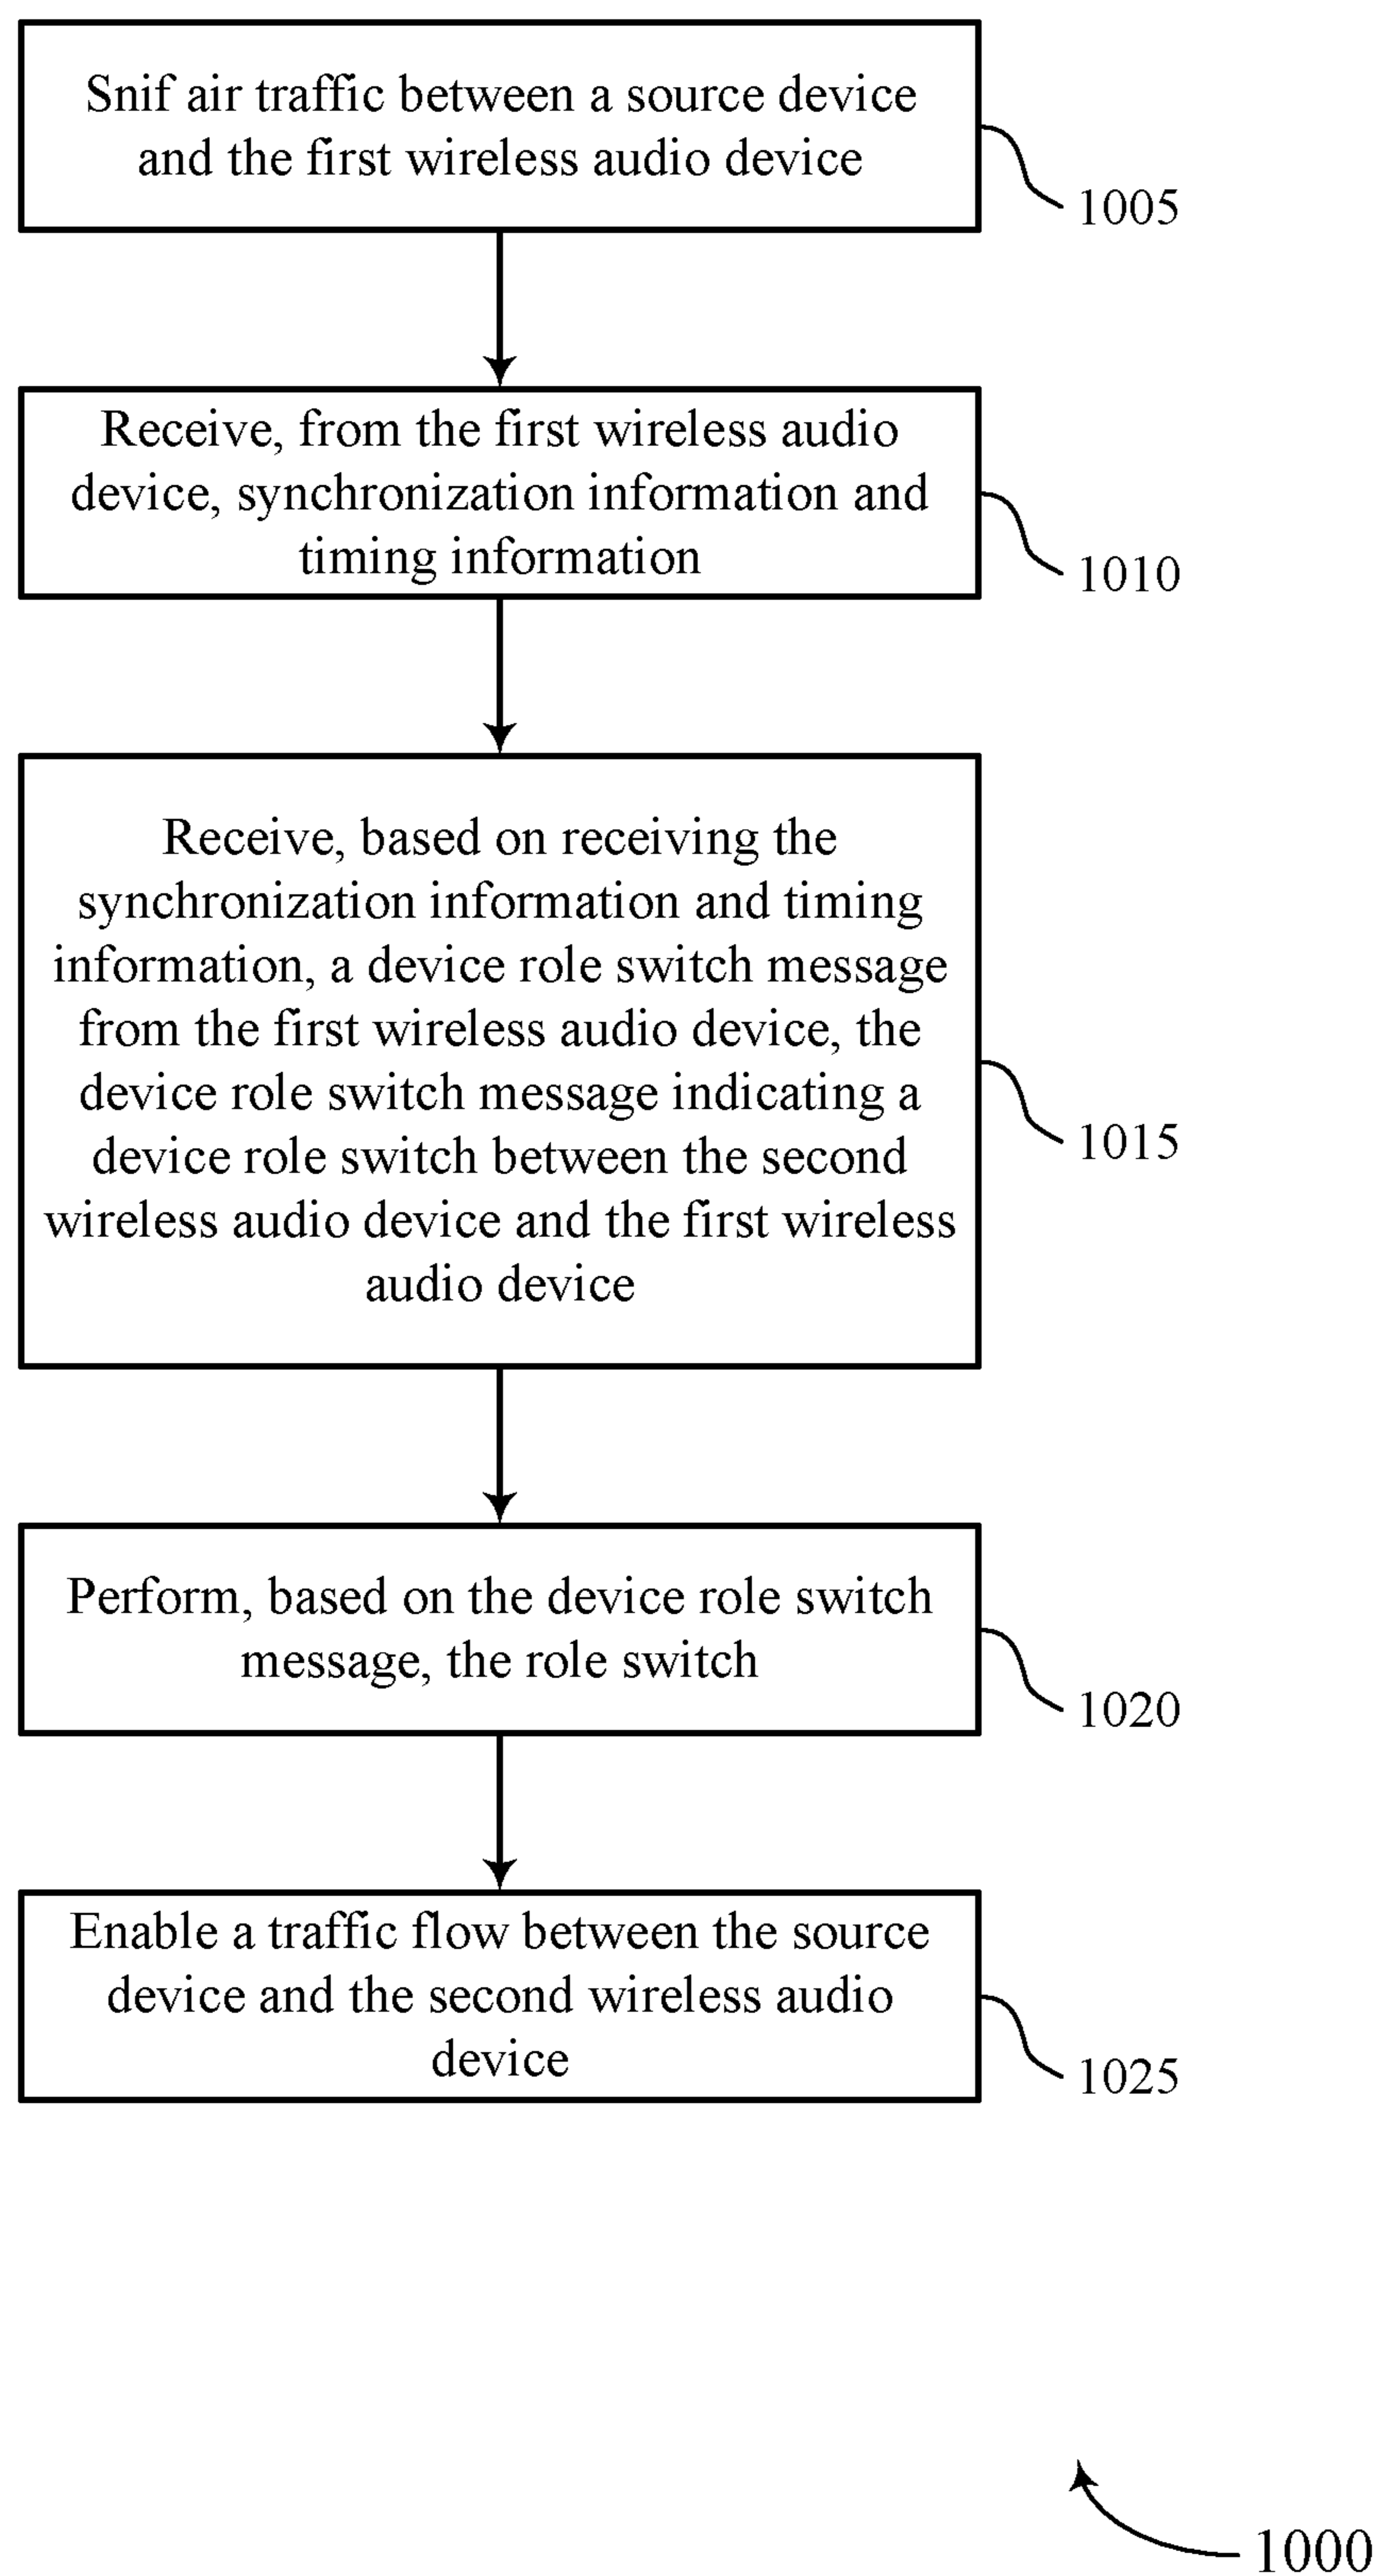 Snif air traffic between a source device
and the first wireless audio device
1005
Receive, from the first wireless audio
device, synchronization information and
timing information
1010
Receive, based on receiving the
synchronization information and timing
information, a device role switch message
from the first wireless audio device, the
device role switch message indicating a
device role switch between the second
wireless audio device and the first wireless
audio device
1015
Perform, based on the device role switch
message, the role switch
1020
Enable a traffic flow between the source
device and the second wireless audio
device
1025
1000